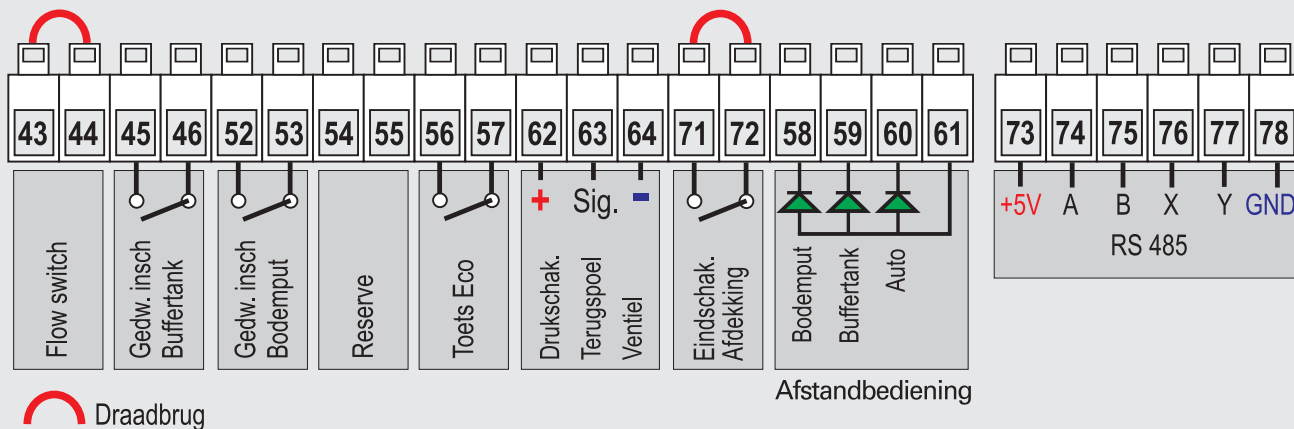 43 44 45 46 52 53 54 55 56 57 62 63 64 71 72 58 59 60 61 73 74 75 76 77 78
Flow switch
Gedw. insch
Buffertank
Gedw. insch
Bodemput
Reserve
Toets Eco
+ Sig. -
Drukschak.
Terugspoel
Ventiel
Eindschak.
Afdekking
Bodemput
Buffertank
Auto
Afstandbediening
+5V A B X Y GND
RS 485
Draadbrug